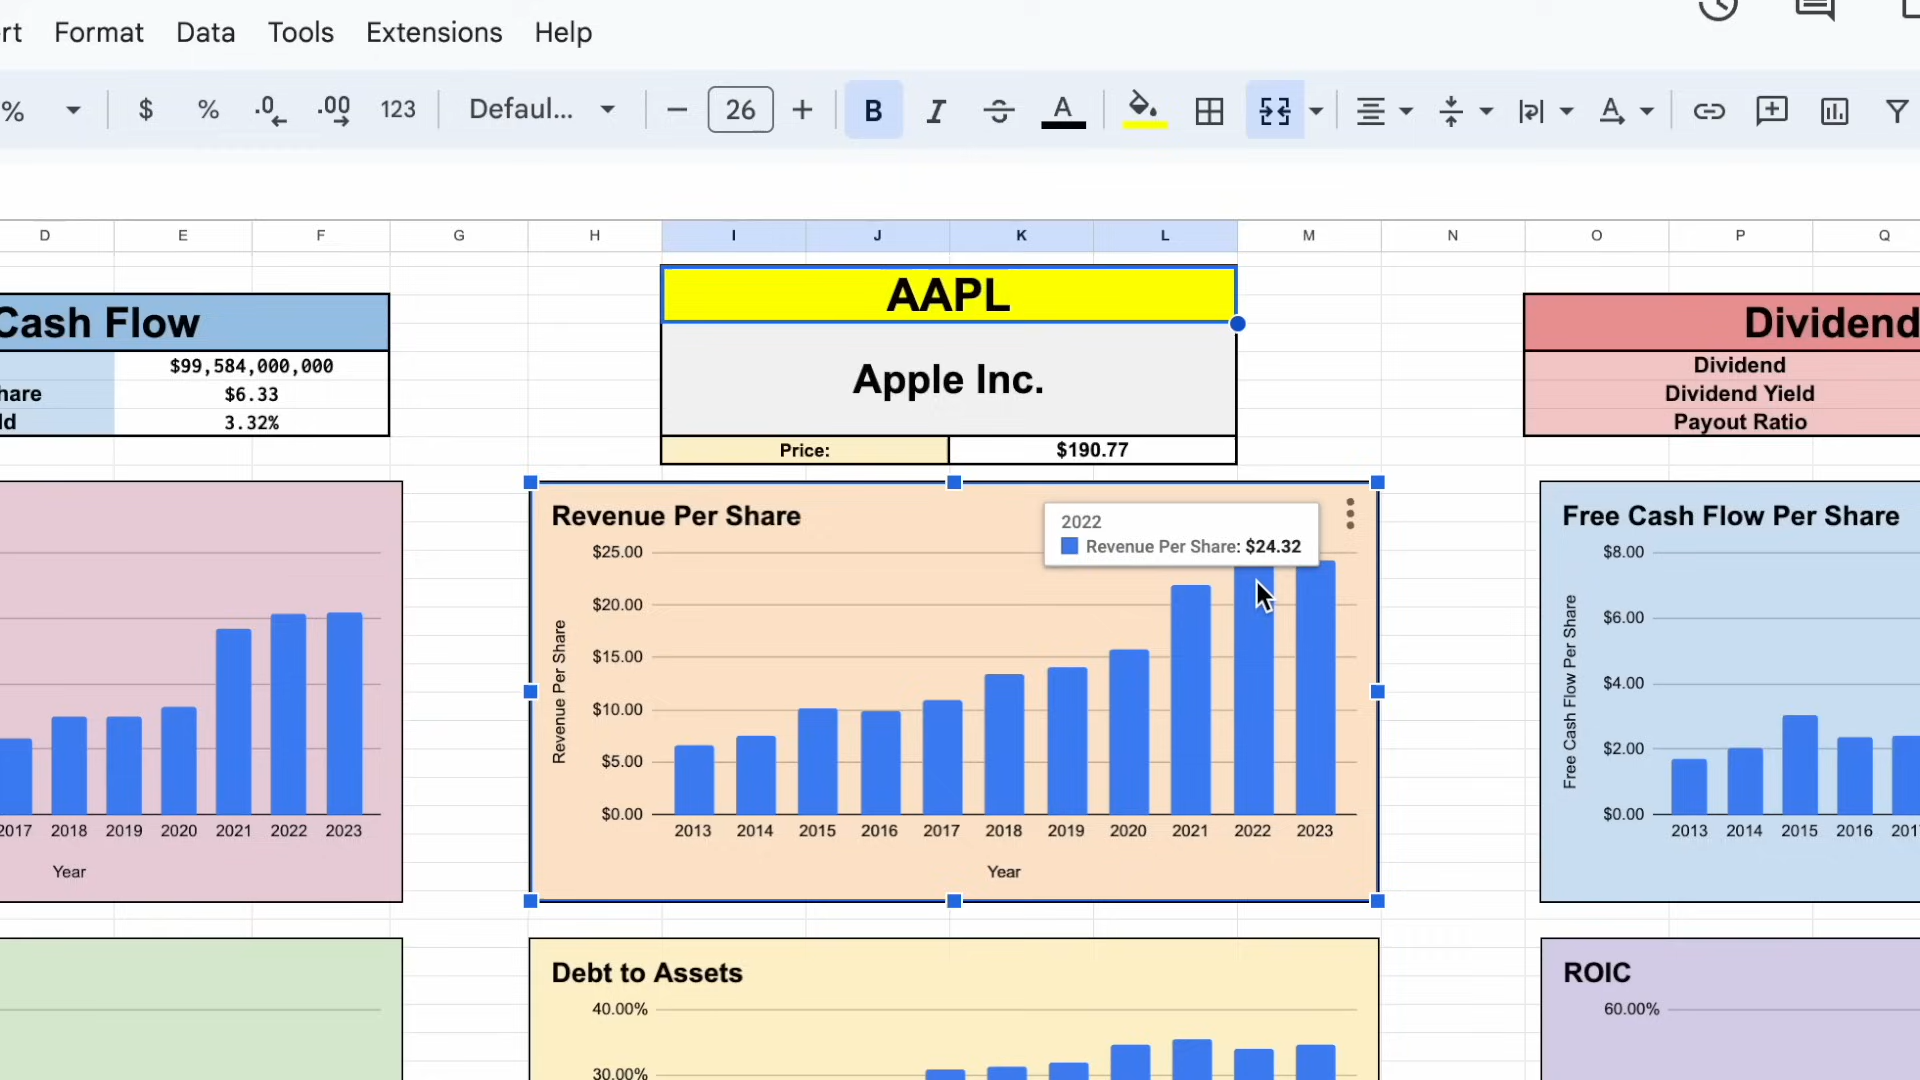 rt Format Data Tools Extensions Help
% $ % .0 .00 123 Defaul... 26 B I S A A
D E F G H I J K L M N O P Q
Cash Flow
$99,584,000,000
hare $6.33
ld 3.32%
AAPL
Apple Inc.
Price: $190.77
Dividend
Dividend
Dividend Yield
Payout Ratio
2017 2018 2019 2020 2021 2022 2023
Year
Revenue Per Share
2022
Revenue Per Share: $24.32
Revenue Per Share
$25.00
$20.00
$15.00
$10.00
$5.00
$0.00
2013 2014 2015 2016 2017 2018 2019 2020 2021 2022 2023
Year
Free Cash Flow Per Share
Free Cash Flow Per Share
$8.00
$6.00
$4.00
$2.00
$0.00
2013 2014 2015 2016 201
Debt to Assets
40.00%
30.00%
ROIC
60.00%